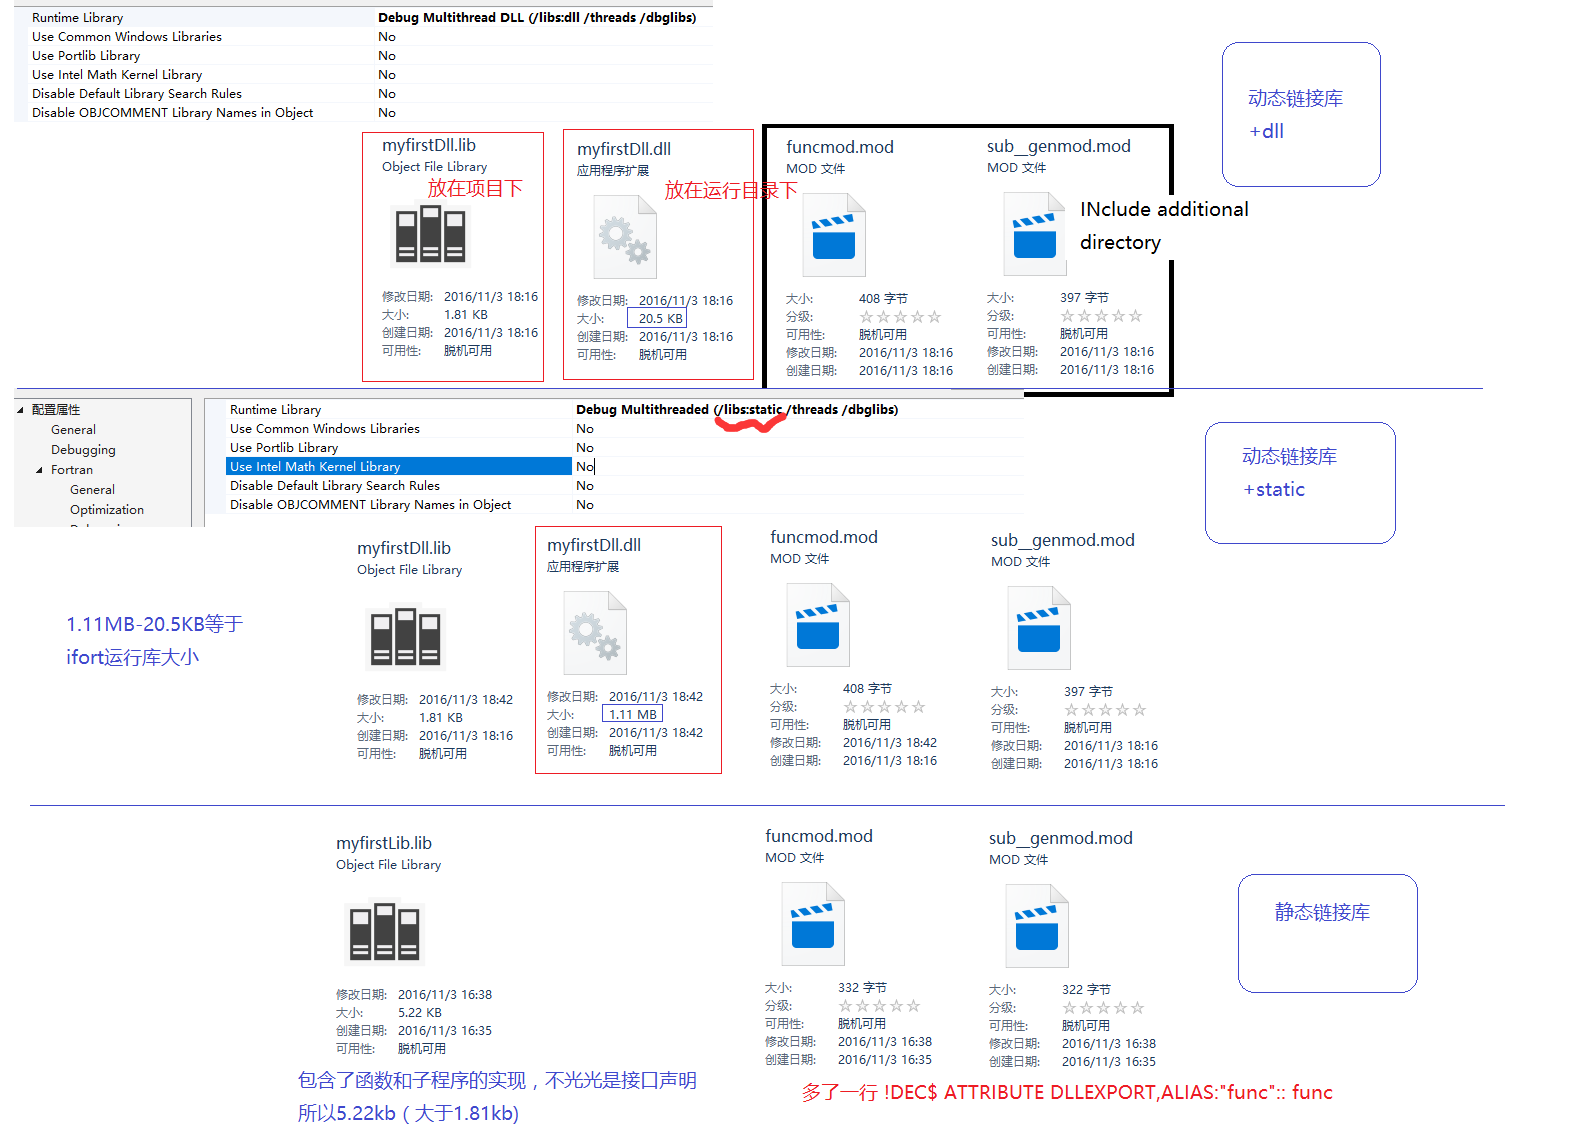 Runtime Library Debug Multithread DLL (/libs:dll /threads /dbglibs)
Use Common Windows Libraries No
Use Portlib Library No
Use Intel Math Kernel Library No
Disable Default Library Search Rules No
Disable OBJCOMMENT Library Names in Object No
动态链接库
+dll
myfirstDll.lib
Object File Library
放在项目下
修改日期: 2016/11/3 18:16
大小: 1.81 KB
创建日期: 2016/11/3 18:16
可用性: 脱机可用
myfirstDll.dll
应用程序扩展
放在运行目录下
修改日期: 2016/11/3 18:16
大小: 20.5 KB
创建日期: 2016/11/3 18:16
可用性: 脱机可用
funcmod.mod
MOD 文件
大小: 408 字节
分级: ☆☆☆☆☆
可用性: 脱机可用
修改日期: 2016/11/3 18:16
创建日期: 2016/11/3 18:16
sub__genmod.mod
MOD 文件
INclude additional
directory
大小: 397 字节
分级: ☆☆☆☆☆
可用性: 脱机可用
修改日期: 2016/11/3 18:16
创建日期: 2016/11/3 18:16
配置属性
General
Debugging
Fortran
General
Optimization
Runtime Library Debug Multithreaded (/libs:static /threads /dbglibs)
Use Common Windows Libraries No
Use Portlib Library No
Use Intel Math Kernel Library No
Disable Default Library Search Rules No
Disable OBJCOMMENT Library Names in Object No
动态链接库
+static
1.11MB-20.5KB等于
ifort运行库大小
myfirstDll.lib
Object File Library
修改日期: 2016/11/3 18:42
大小: 1.81 KB
创建日期: 2016/11/3 18:16
可用性: 脱机可用
myfirstDll.dll
应用程序扩展
修改日期: 2016/11/3 18:42
大小: 1.11 MB
创建日期: 2016/11/3 18:42
可用性: 脱机可用
funcmod.mod
MOD 文件
大小: 408 字节
分级: ☆☆☆☆☆
可用性: 脱机可用
修改日期: 2016/11/3 18:42
创建日期: 2016/11/3 18:16
sub__genmod.mod
MOD 文件
大小: 397 字节
分级: ☆☆☆☆☆
可用性: 脱机可用
修改日期: 2016/11/3 18:16
创建日期: 2016/11/3 18:16
myfirstLib.lib
Object File Library
修改日期: 2016/11/3 16:38
大小: 5.22 KB
创建日期: 2016/11/3 16:35
可用性: 脱机可用
funcmod.mod
MOD 文件
大小: 332 字节
分级: ☆☆☆☆☆
可用性: 脱机可用
修改日期: 2016/11/3 16:38
创建日期: 2016/11/3 16:35
sub__genmod.mod
MOD 文件
大小: 322 字节
分级: ☆☆☆☆☆
可用性: 脱机可用
修改日期: 2016/11/3 16:38
创建日期: 2016/11/3 16:35
静态链接库
包含了函数和子程序的实现，不光光是接口声明
所以5.22kb（大于1.81kb)
多了一行 !DEC$ ATTRIBUTE DLLEXPORT,ALIAS:"func":: func